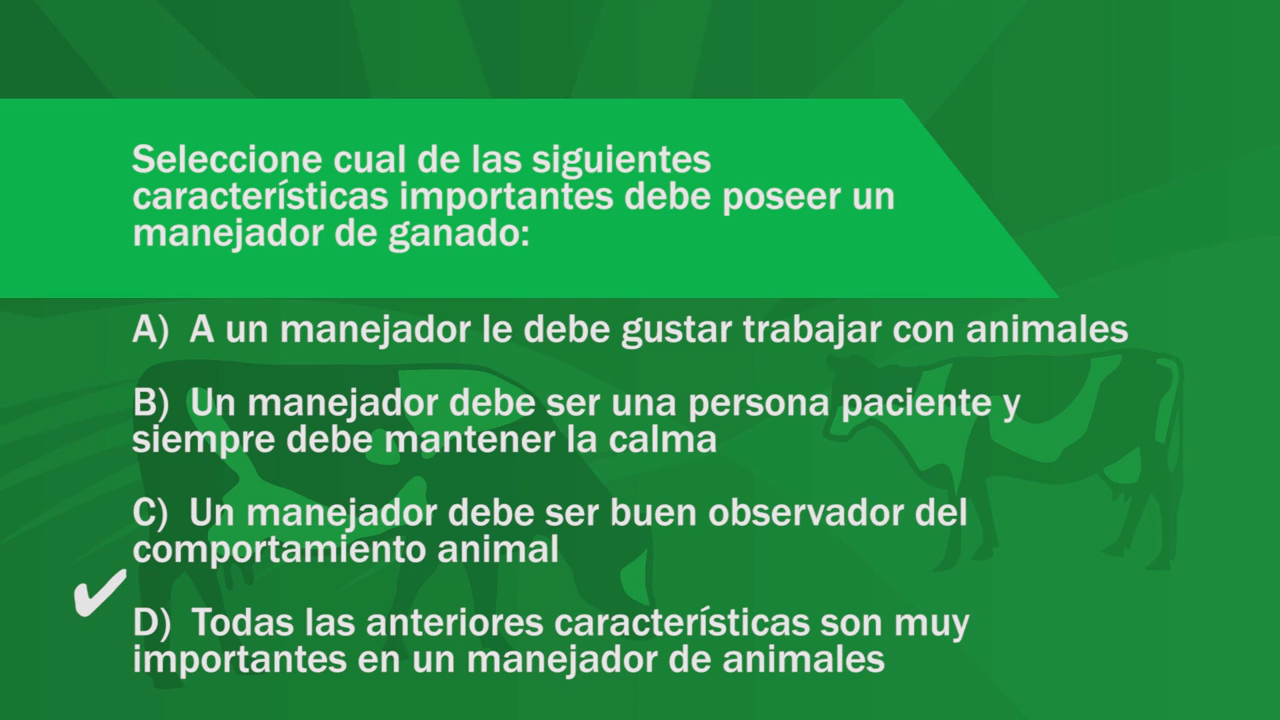 Seleccione cual de las siguientes
características importantes debe poseer un
manejador de ganado:
A) A un manejador le debe gustar trabajar con animales
B) Un manejador debe ser una persona paciente y
siempre debe mantener la calma
C) Un manejador debe ser buen observador del
comportamiento animal
D) Todas las anteriores características son muy
importantes en un manejador de animales